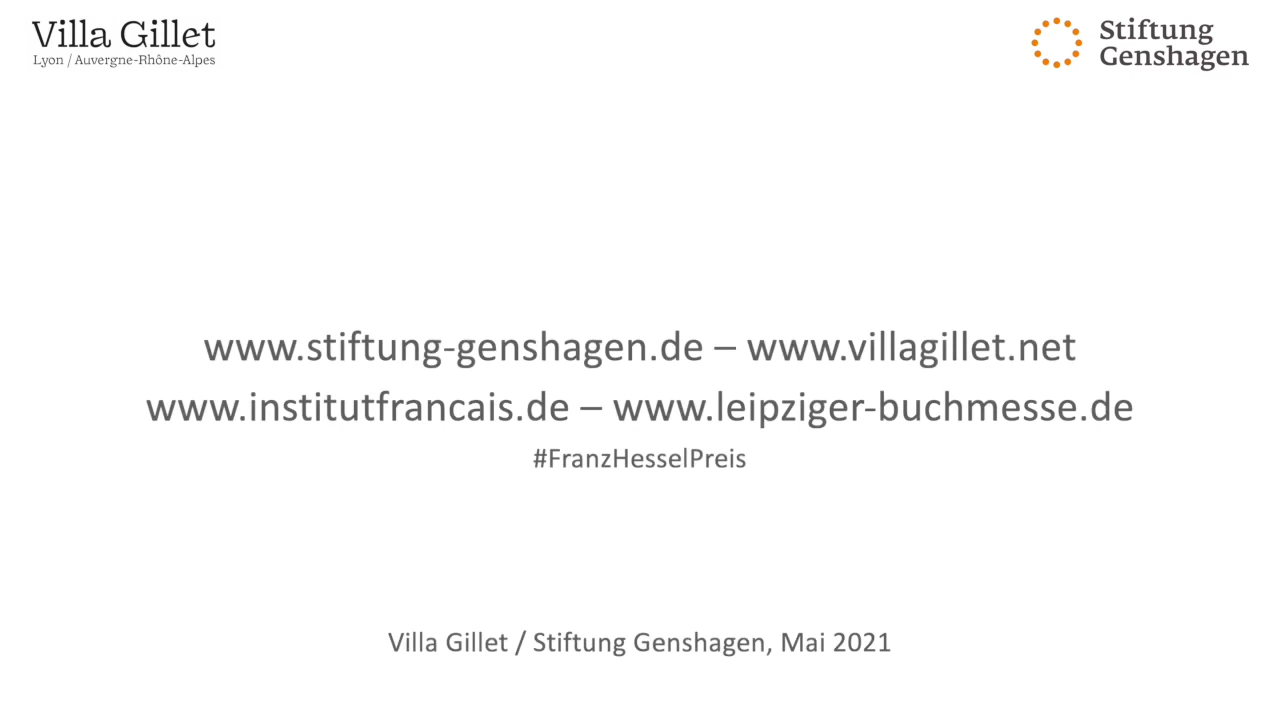 Villa Gillet
Lyon / Auvergne-Rhône-Alpes
Stiftung
Genshagen
www.stiftung-genshagen.de – www.villagillet.net
www.institutfrancais.de – www.leipziger-buchmesse.de
#FranzHesselPreis
Villa Gillet / Stiftung Genshagen, Mai 2021